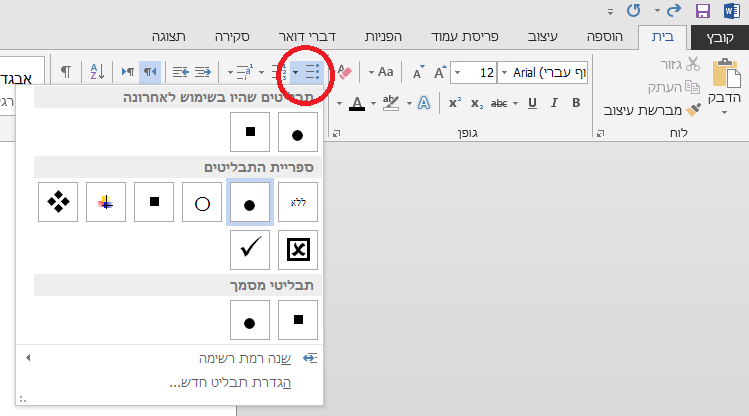 קובץ בית הוספה עיצוב פריסת עמוד הפניות דברי דואר סקירה תצוגה
גזור
העתק
מברשת עיצוב
הדבק
לוח
וף עברי) Arial 12 A A Aa
B I U abc x₂ x² A ab A
גופן
אבגד
תבליטים שהיו בשימוש לאחרונה
ספריית התבליטים
ללא
תבליטי מסמך
שנה רמת רשימה
הגדרת תבליט חדש...